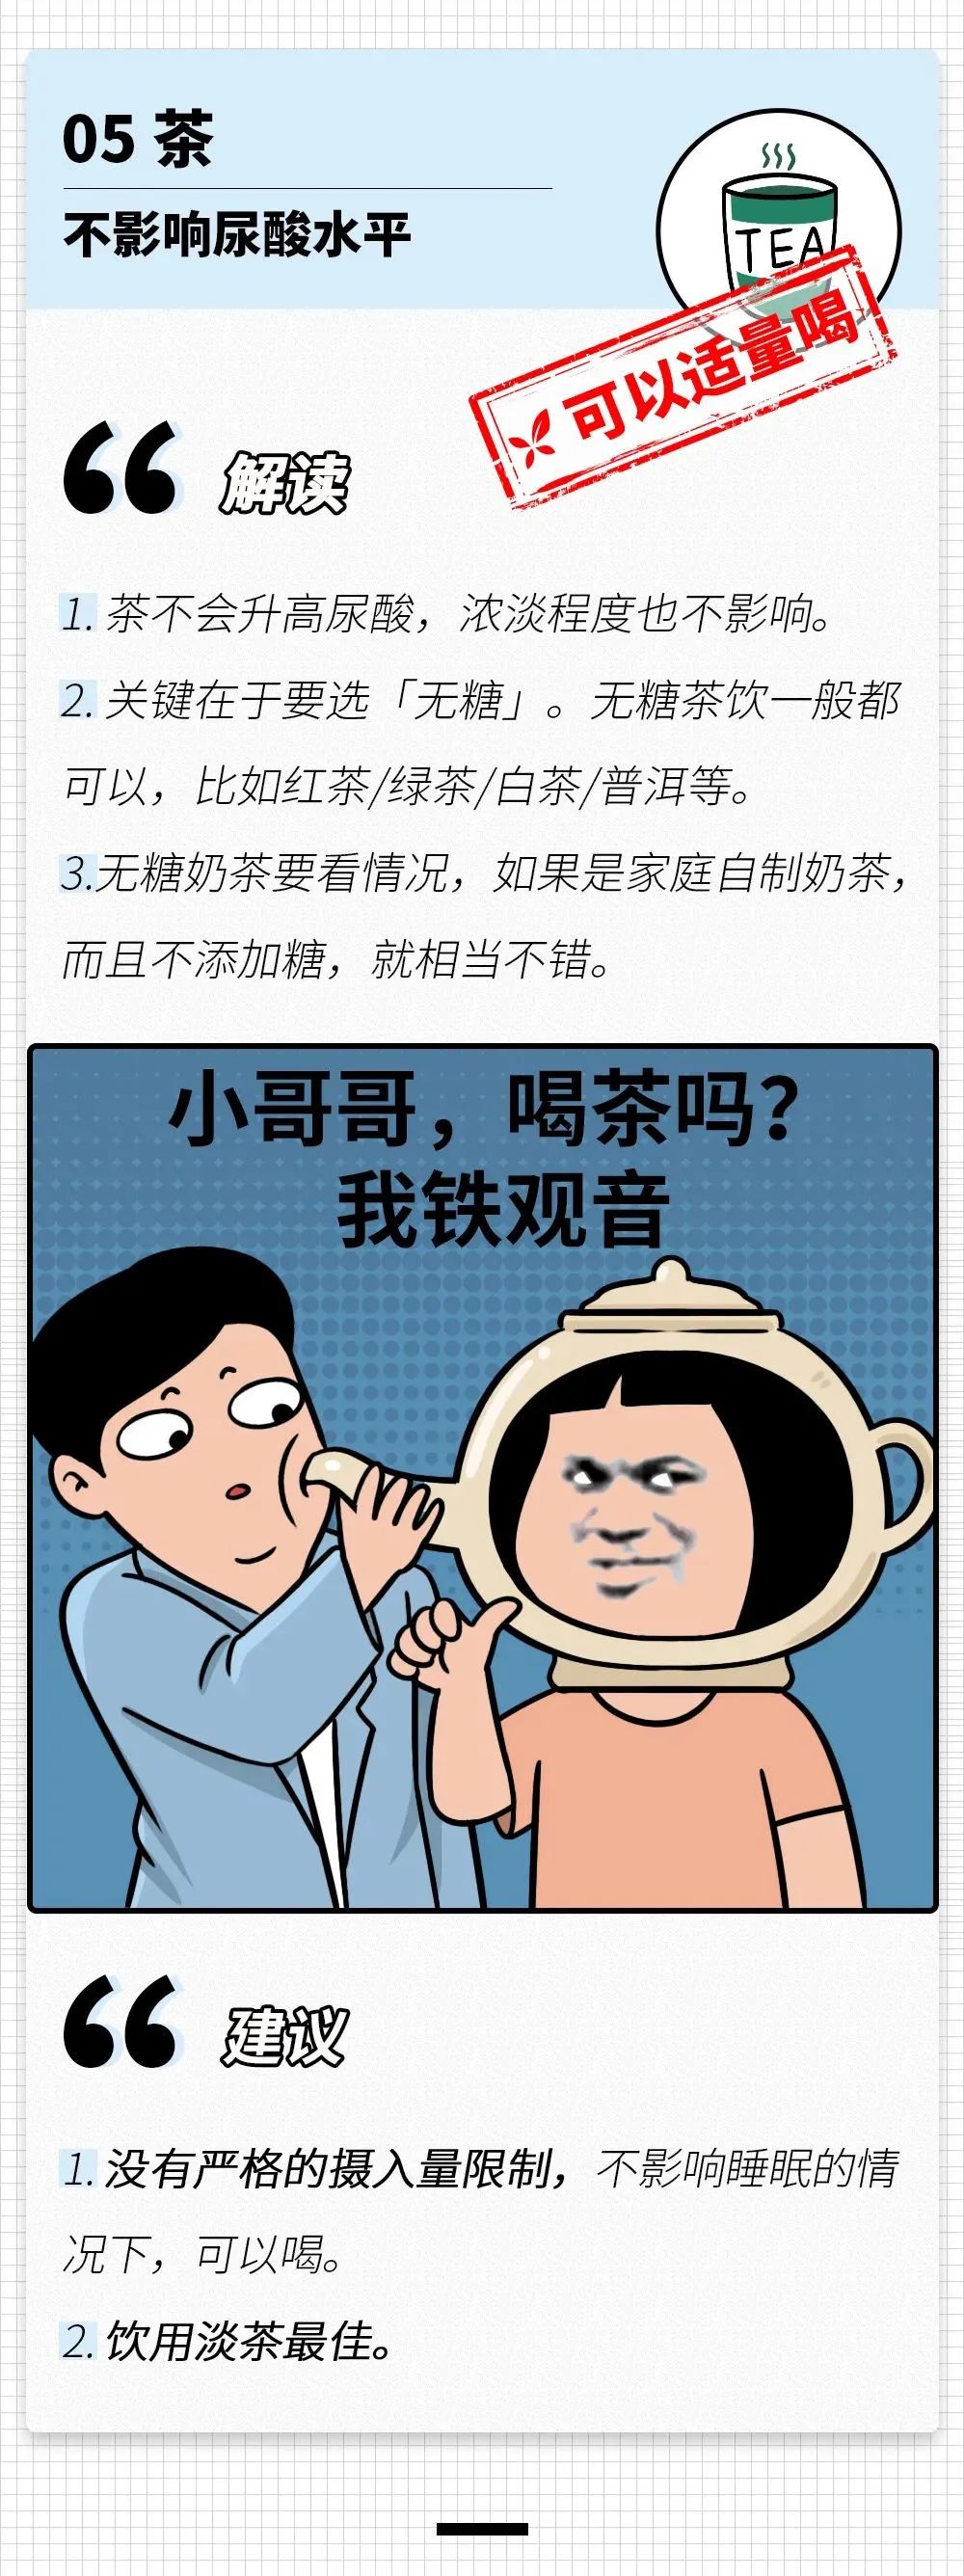 05 茶
不影响尿酸水平
TEA
可以适量喝
解读
1. 茶不会升高尿酸，浓淡程度也不影响。
2. 关键在于要选「无糖」。无糖茶饮一般都
可以，比如红茶/绿茶/白茶/普洱等。
3.无糖奶茶要看情况，如果是家庭自制奶茶，
而且不添加糖，就相当不错。
小哥哥，喝茶吗？
我铁观音
建议
1. 没有严格的摄入量限制，不影响睡眠的情
况下，可以喝。
2. 饮用淡茶最佳。